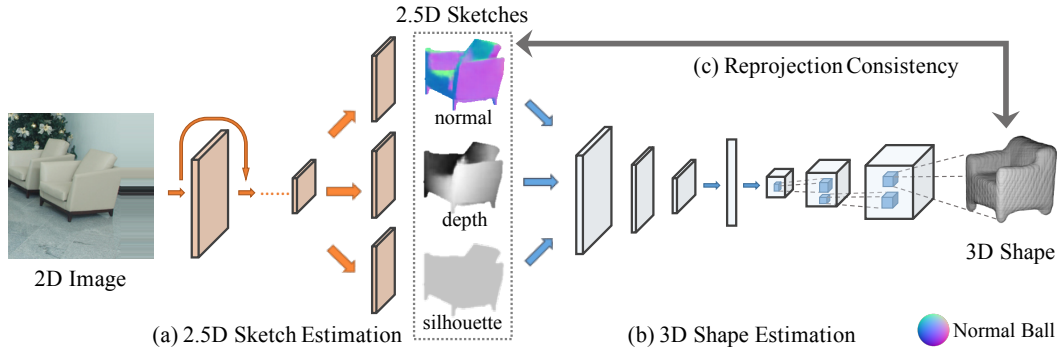 2.5D Sketches
(c) Reprojection Consistency
normal
depth
2D Image
3D Shape
silhouette
(a) 2.5D Sketch Estimation
(b) 3D Shape Estimation
Normal Ball